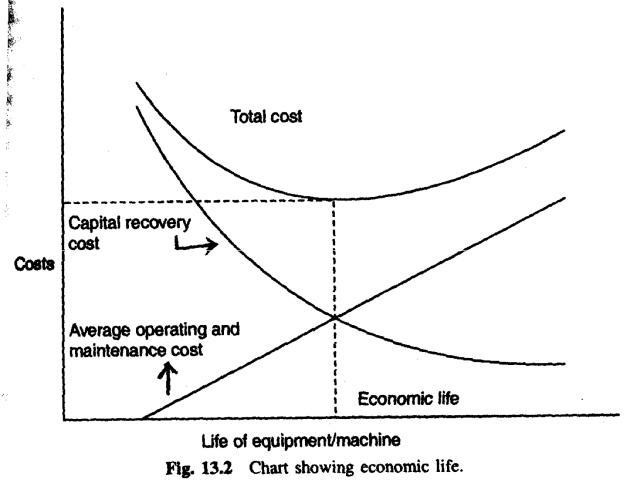 Total cost
Capital recovery
cost
Costs
Average operating and
maintenance cost
Economic life
Life of equipment/machine
Fig. 13.2 Chart showing economic life.